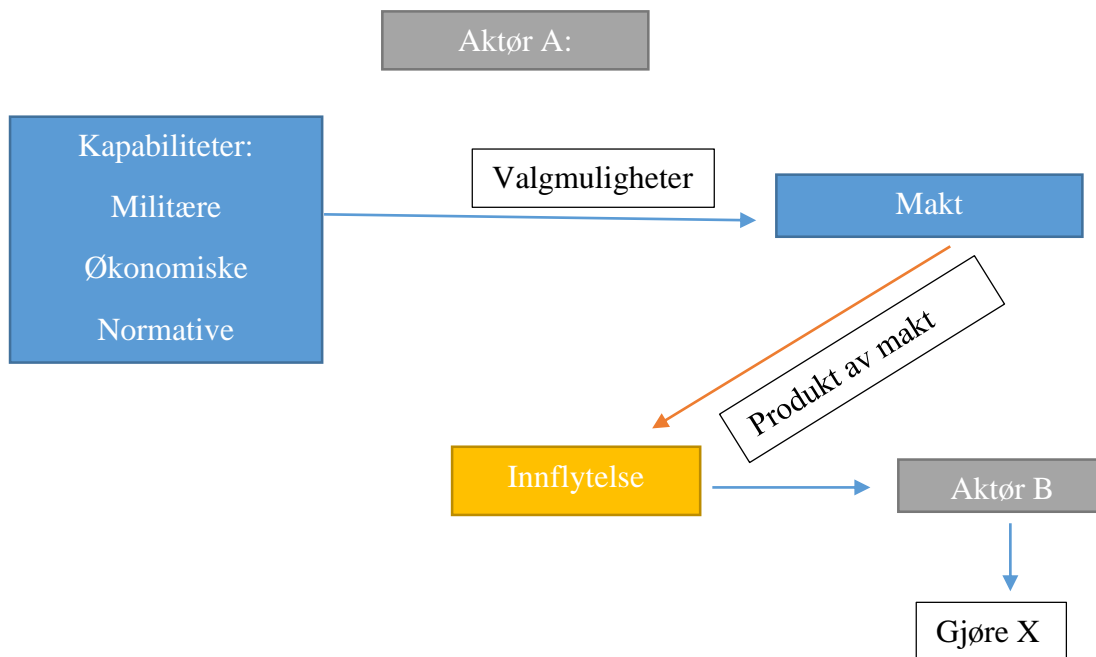 Aktør A:
Kapabiliteter:
Militære
Økonomiske
Normative
Valgmuligheter
Makt
Produkt av makt
Innflytelse
Aktør B
Gjøre X